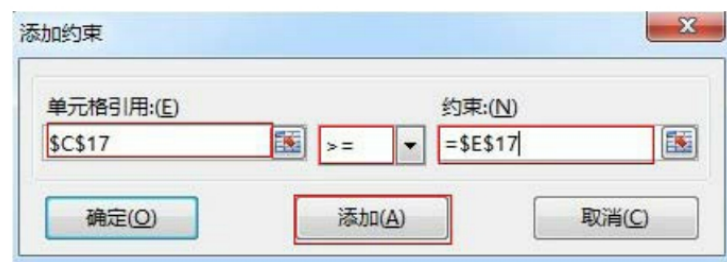 添加约束
单元格引用:(E) 约束:(N)
$C$17 >= =$E$17
确定(O) 添加(A) 取消(C)